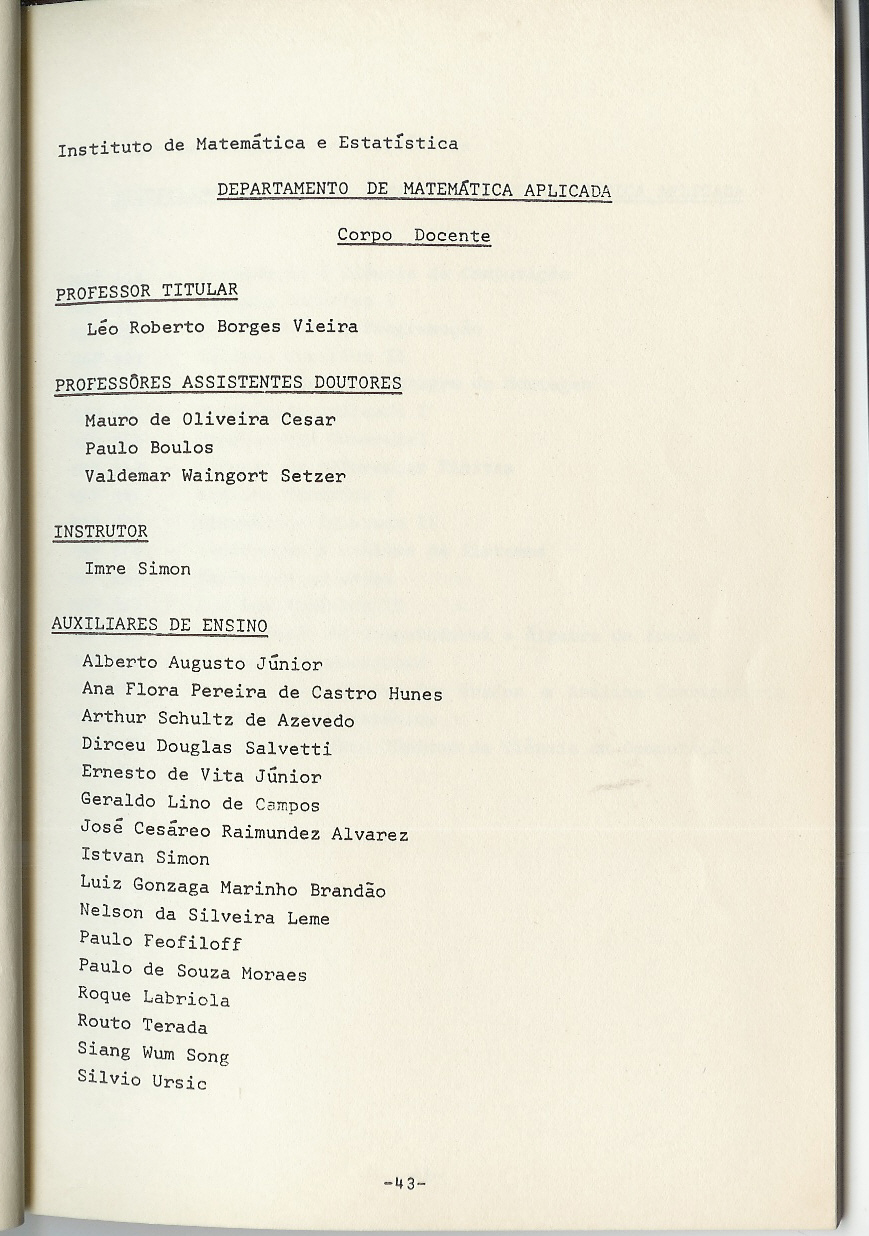 Instituto de Matemática e Estatística
DEPARTAMENTO DE MATEMÁTICA APLICADA
Corpo Docente
PROFESSOR TITULAR
Léo Roberto Borges Vieira
PROFESSÔRES ASSISTENTES DOUTORES
Mauro de Oliveira Cesar
Paulo Boulos
Valdemar Waingort Setzer
INSTRUTOR
Imre Simon
AUXILIARES DE ENSINO
Alberto Augusto Júnior
Ana Flora Pereira de Castro Hunes
Arthur Schultz de Azevedo
Dirceu Douglas Salvetti
Ernesto de Vita Júnior
Geraldo Lino de Campos
José Cesáreo Raimundez Alvarez
Istvan Simon
Luiz Gonzaga Marinho Brandão
Nelson da Silveira Leme
Paulo Feofiloff
Paulo de Souza Moraes
Roque Labriola
Routo Terada
Siang Wum Song
Silvio Ursic
-43-